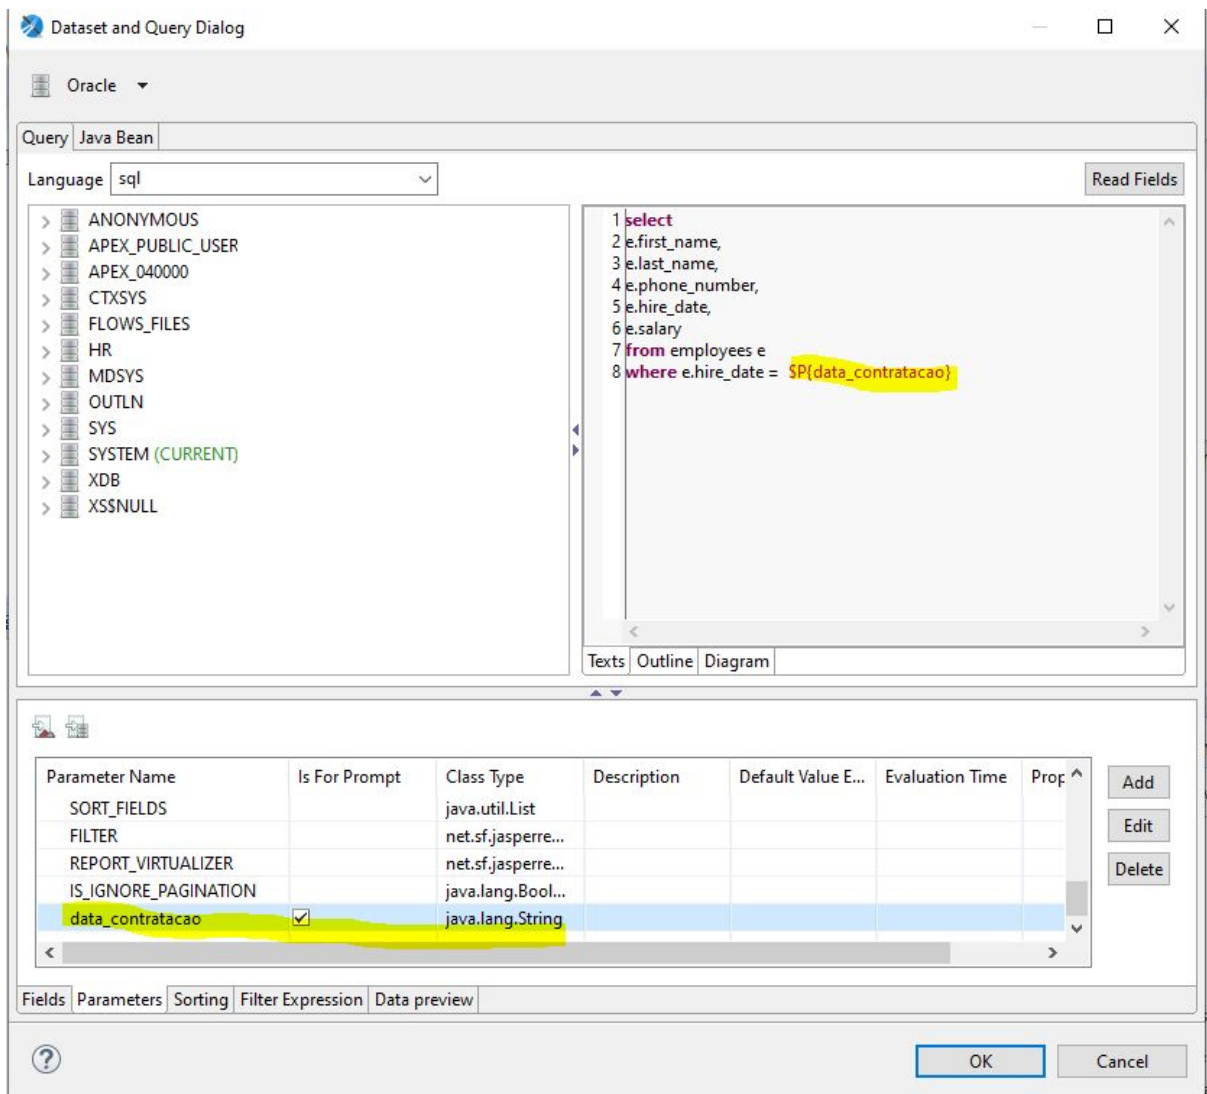 Dataset and Query Dialog
Oracle
Query Java Bean
Language sql Read Fields
ANONYMOUS
APEX_PUBLIC_USER
APEX_040000
CTXSYS
FLOWS_FILES
HR
MDSYS
OUTLN
SYS
SYSTEM (CURRENT)
XDB
XS$NULL
1 select
2 e.first_name,
3 e.last_name,
4 e.phone_number,
5 e.hire_date,
6 e.salary
7 from employees e
8 where e.hire_date = $P{data_contratacao}
Texts Outline Diagram
Parameter Name Is For Prompt Class Type Description Default Value E... Evaluation Time Prop
SORT_FIELDS java.util.List
FILTER net.sf.jasperre...
REPORT_VIRTUALIZER net.sf.jasperre...
IS_IGNORE_PAGINATION java.lang.Bool...
data_contratacao java.lang.String
Add
Edit
Delete
Fields Parameters Sorting Filter Expression Data preview
? OK Cancel